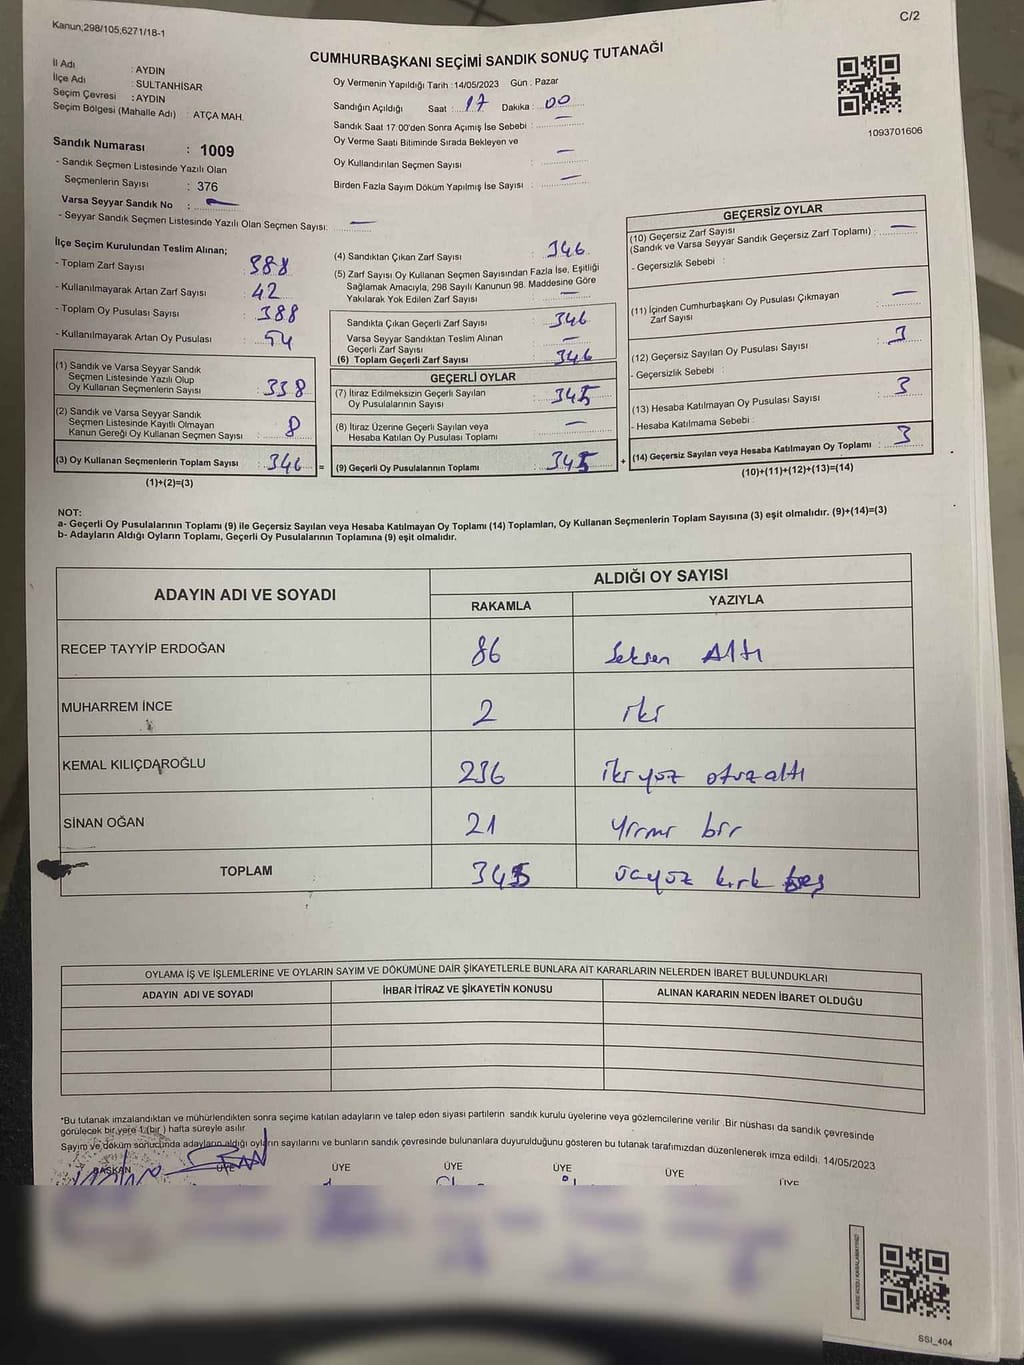 Kanun;298/105,6271/18-1
C/2
CUMHURBAŞKANI SEÇİMİ SANDIK SONUÇ TUTANAĞI
İl Adı : AYDIN
İlçe Adı : SULTANHİSAR
Seçim Çevresi : AYDIN
Seçim Bölgesi (Mahalle Adı) : ATÇA MAH.
Sandık Numarası : 1009
- Sandık Seçmen Listesinde Yazılı Olan
Seçmenlerin Sayısı : 376
Varsa Seyyar Sandık No : —
- Seyyar Sandık Seçmen Listesinde Yazılı Olan Seçmen Sayısı: —
Oy Vermenin Yapıldığı Tarih : 14/05/2023 Gün : Pazar
Sandığın Açıldığı Saat : 17 Dakika : 00
Sandık Saat 17:00'den Sonra Açımış İse Sebebi : —
Oy Verme Saati Bitiminde Sırada Bekleyen ve
Oy Kullandırılan Seçmen Sayısı : —
Birden Fazla Sayım Döküm Yapılmış İse Sayısı : —
1093701606
İlçe Seçim Kurulundan Teslim Alınan;
- Toplam Zarf Sayısı 388
- Kullanılmayarak Artan Zarf Sayısı 42
- Toplam Oy Pusulası Sayısı : 388
- Kullanılmayarak Artan Oy Pusulası : 54
(1) Sandık ve Varsa Seyyar Sandık
Seçmen Listesinde Yazılı Olup
Oy Kullanan Seçmenlerin Sayısı : 338
(2) Sandık ve Varsa Seyyar Sandık
Seçmen Listesinde Kayıtlı Olmayan
Kanun Gereği Oy Kullanan Seçmen Sayısı : 8
(3) Oy Kullanan Seçmenlerin Toplam Sayısı : 346 =
(1)+(2)=(3)
(4) Sandıktan Çıkan Zarf Sayısı : 346
(5) Zarf Sayısı Oy Kullanan Seçmen Sayısından Fazla İse, Eşitliği
Sağlamak Amacıyla, 298 Sayılı Kanunun 98. Maddesine Göre
Yakılarak Yok Edilen Zarf Sayısı : —
Sandıkta Çıkan Geçerli Zarf Sayısı : 346
Varsa Seyyar Sandıktan Teslim Alınan
Geçerli Zarf Sayısı : —
(6) Toplam Geçerli Zarf Sayısı : 346
GEÇERLİ OYLAR
(7) İtiraz Edilmeksizin Geçerli Sayılan
Oy Pusulalarının Sayısı : 345
(8) İtiraz Üzerine Geçerli Sayılan veya
Hesaba Katılan Oy Pusulası Toplamı : —
(9) Geçerli Oy Pusulalarının Toplamı : 345 +
GEÇERSİZ OYLAR
(10) Geçersiz Zarf Sayısı
(Sandık ve Varsa Seyyar Sandık Geçersiz Zarf Toplamı) : —
- Geçersizlik Sebebi :
(11) İçinden Cumhurbaşkanı Oy Pusulası Çıkmayan
Zarf Sayısı : —
(12) Geçersiz Sayılan Oy Pusulası Sayısı : 3
- Geçersizlik Sebebi :
(13) Hesaba Katılmayan Oy Pusulası Sayısı : 3
- Hesaba Katılmama Sebebi :
(14) Geçersiz Sayılan veya Hesaba Katılmayan Oy Toplamı : 3
(10)+(11)+(12)+(13)=(14)
NOT:
a- Geçerli Oy Pusulalarının Toplamı (9) ile Geçersiz Sayılan veya Hesaba Katılmayan Oy Toplamı (14) Toplamları, Oy Kullanan Seçmenlerin Toplam Sayısına (3) eşit olmalıdır. (9)+(14)=(3)
b- Adayların Aldığı Oyların Toplamı, Geçerli Oy Pusulalarının Toplamına (9) eşit olmalıdır.
ADAYIN ADI VE SOYADI
ALDIĞI OY SAYISI
RAKAMLA YAZIYLA
RECEP TAYYİP ERDOĞAN 86 Seksen Altı
MUHARREM İNCE 2 iki
KEMAL KILIÇDAROĞLU 236 ikiyüz otuzaltı
SİNAN OĞAN 21 Yirmi bir
TOPLAM 345 üçyüz kırk beş
OYLAMA İŞ VE İŞLEMLERİNE VE OYLARIN SAYIM VE DÖKÜMÜNE DAİR ŞİKAYETLERLE BUNLARA AİT KARARLARIN NELERDEN İBARET BULUNDUKLARI
ADAYIN ADI VE SOYADI İHBAR İTİRAZ VE ŞİKAYETİN KONUSU ALINAN KARARIN NEDEN İBARET OLDUĞU
*Bu tutanak imzalandıktan ve mühürlendikten sonra seçime katılan adayların ve talep eden siyasi partilerin sandık kurulu üyelerine veya gözlemcilerine verilir .Bir nüshası da sandık çevresinde
görülecek bir yere 1 (bir ) hafta süreyle asılır.
Sayım ve döküm sonucunda adayların aldığı oyların sayılarını ve bunların sandık çevresinde bulunanlara duyurulduğunu gösteren bu tutanak tarafımızdan düzenlenerek imza edildi. 14/05/2023
BAŞKAN ÜYE ÜYE ÜYE ÜYE ÜYE ÜYE
SSI_404